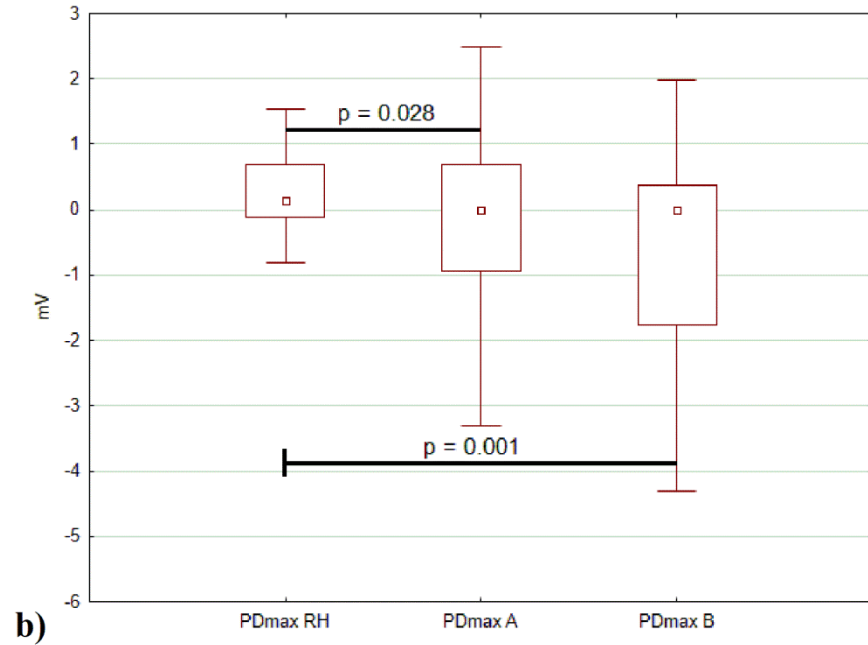 3
2
p = 0.028
1
0
-1
mV
-2
-3
p = 0.001
-4
-5
-6
b)
PDmax RH PDmax A PDmax B